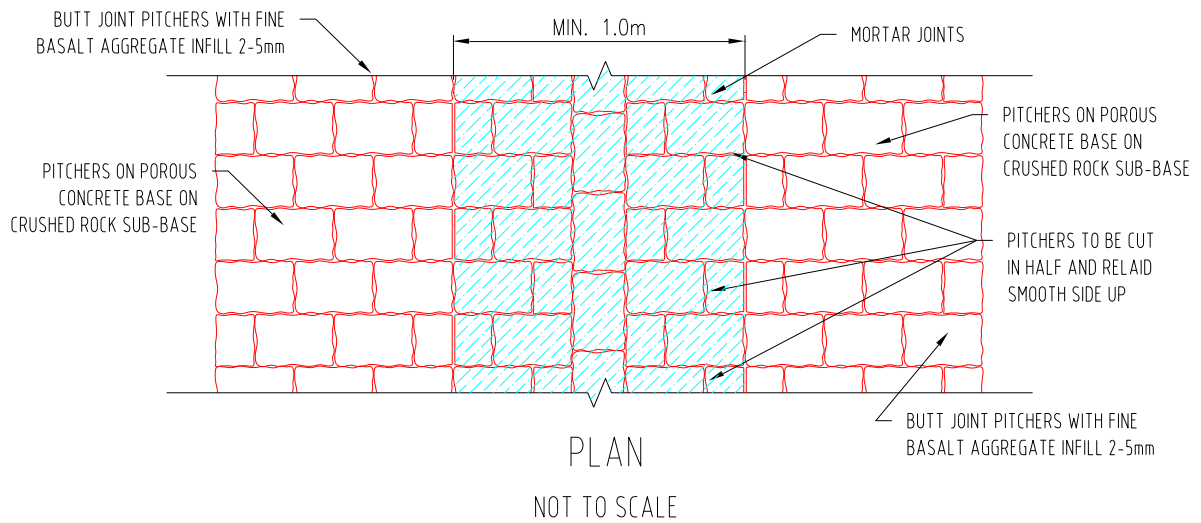 BUTT JOINT PITCHERS WITH FINE
BASALT AGGREGATE INFILL 2-5mm
MIN. 1.0m
MORTAR JOINTS
PITCHERS ON POROUS
CONCRETE BASE ON
CRUSHED ROCK SUB-BASE
PITCHERS ON POROUS
CONCRETE BASE ON
CRUSHED ROCK SUB-BASE
PITCHERS TO BE CUT
IN HALF AND RELAID
SMOOTH SIDE UP
BUTT JOINT PITCHERS WITH FINE
BASALT AGGREGATE INFILL 2-5mm
PLAN
NOT TO SCALE